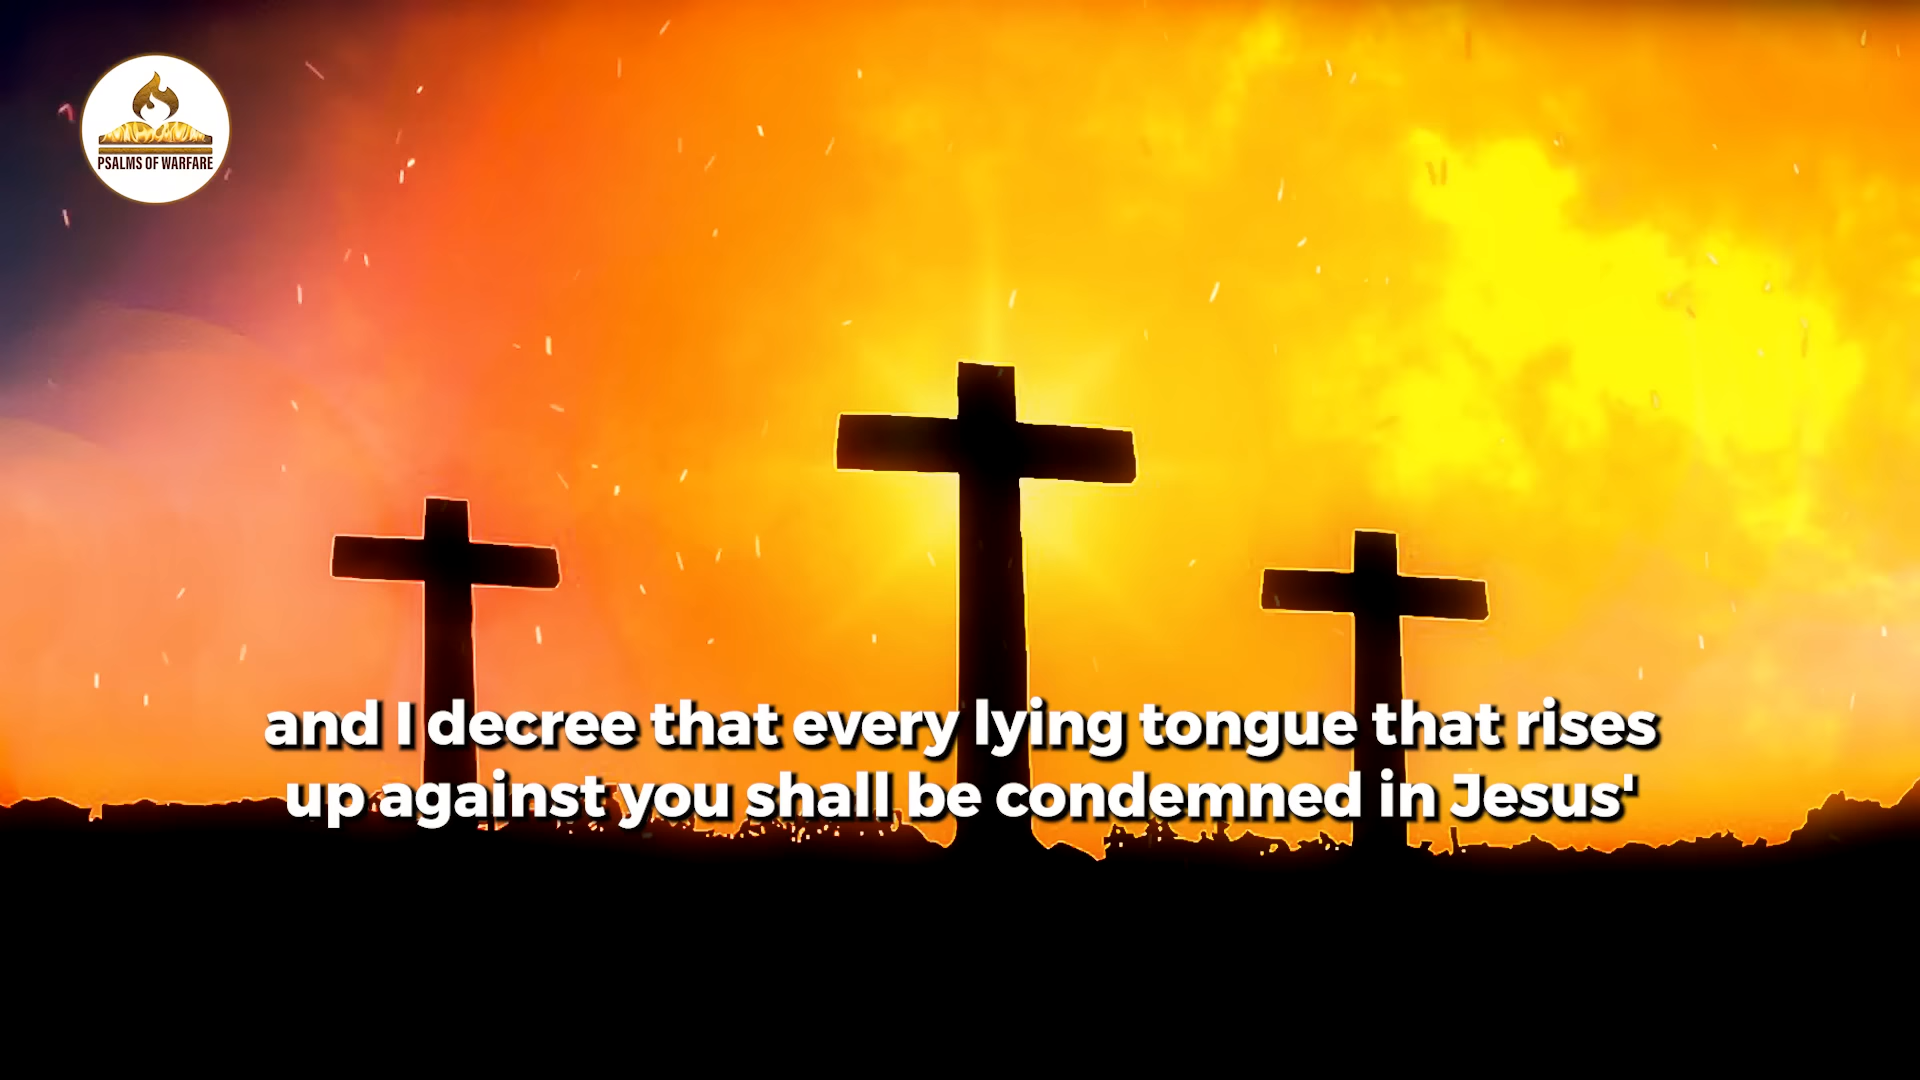 PSALMS OF WARFARE
and I decree that every lying tongue that rises
up against you shall be condemned in Jesus'